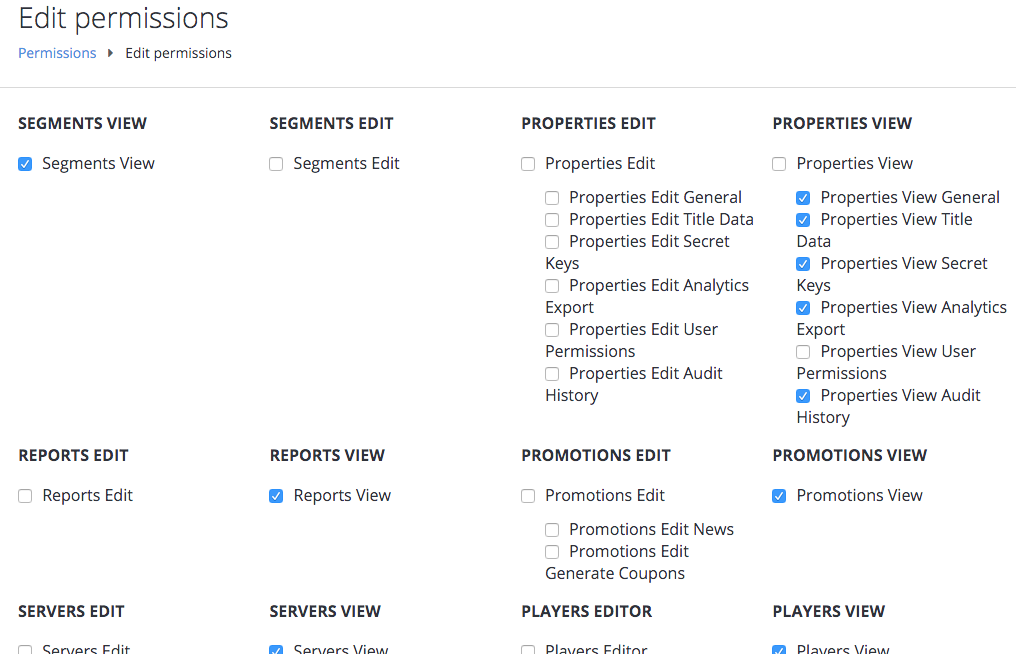 Edit permissions
Permissions Edit permissions
SEGMENTS VIEW
Segments View
SEGMENTS EDIT
Segments Edit
PROPERTIES EDIT
Properties Edit
Properties Edit General
Properties Edit Title Data
Properties Edit Secret
Keys
Properties Edit Analytics
Export
Properties Edit User
Permissions
Properties Edit Audit
History
PROPERTIES VIEW
Properties View
Properties View General
Properties View Title
Data
Properties View Secret
Keys
Properties View Analytics
Export
Properties View User
Permissions
Properties View Audit
History
REPORTS EDIT
Reports Edit
REPORTS VIEW
Reports View
PROMOTIONS EDIT
Promotions Edit
Promotions Edit News
Promotions Edit
Generate Coupons
PROMOTIONS VIEW
Promotions View
SERVERS EDIT
Servers Edit
SERVERS VIEW
Servers View
PLAYERS EDITOR
Players Editor
PLAYERS VIEW
Players View